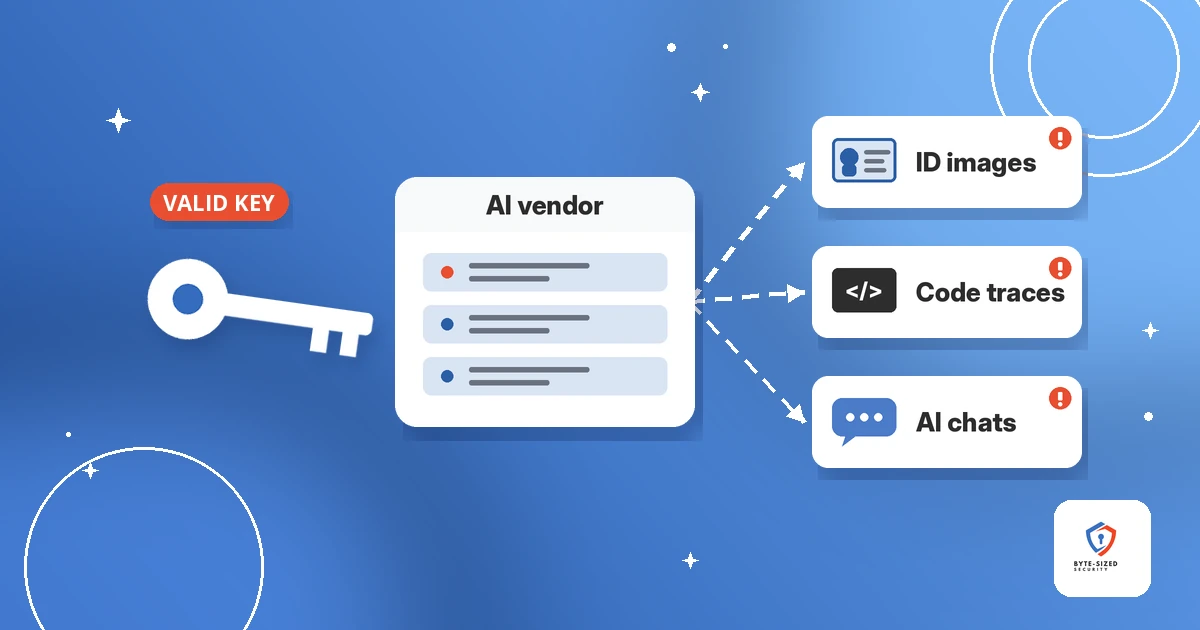 VALID KEY
AI vendor
ID images
</>
Code traces
AI chats
BYTE-SIZED
SECURITY